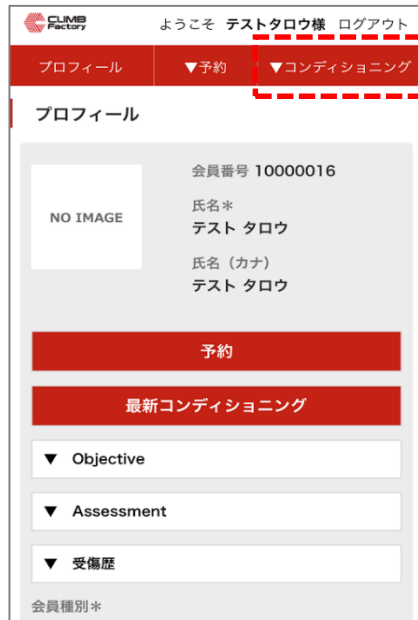 CLIMB Factory ようこそ テストタロウ様 ログアウト
プロフィール ▼予約 ▼コンディショニング
プロフィール
NO IMAGE
会員番号 10000016
氏名＊
テスト タロウ
氏名（カナ）
テスト タロウ
予約
最新コンディショニング
▼ Objective
▼ Assessment
▼ 受傷歴
会員種別＊